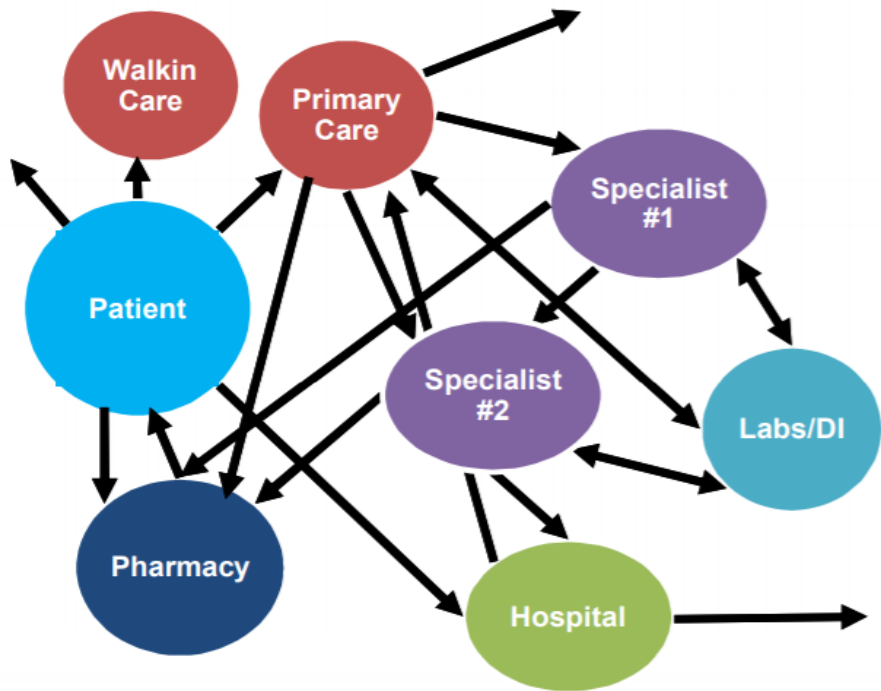 Walkin
Care
Primary
Care
Specialist
#1
Patient
Specialist
#2
Labs/DI
Pharmacy
Hospital